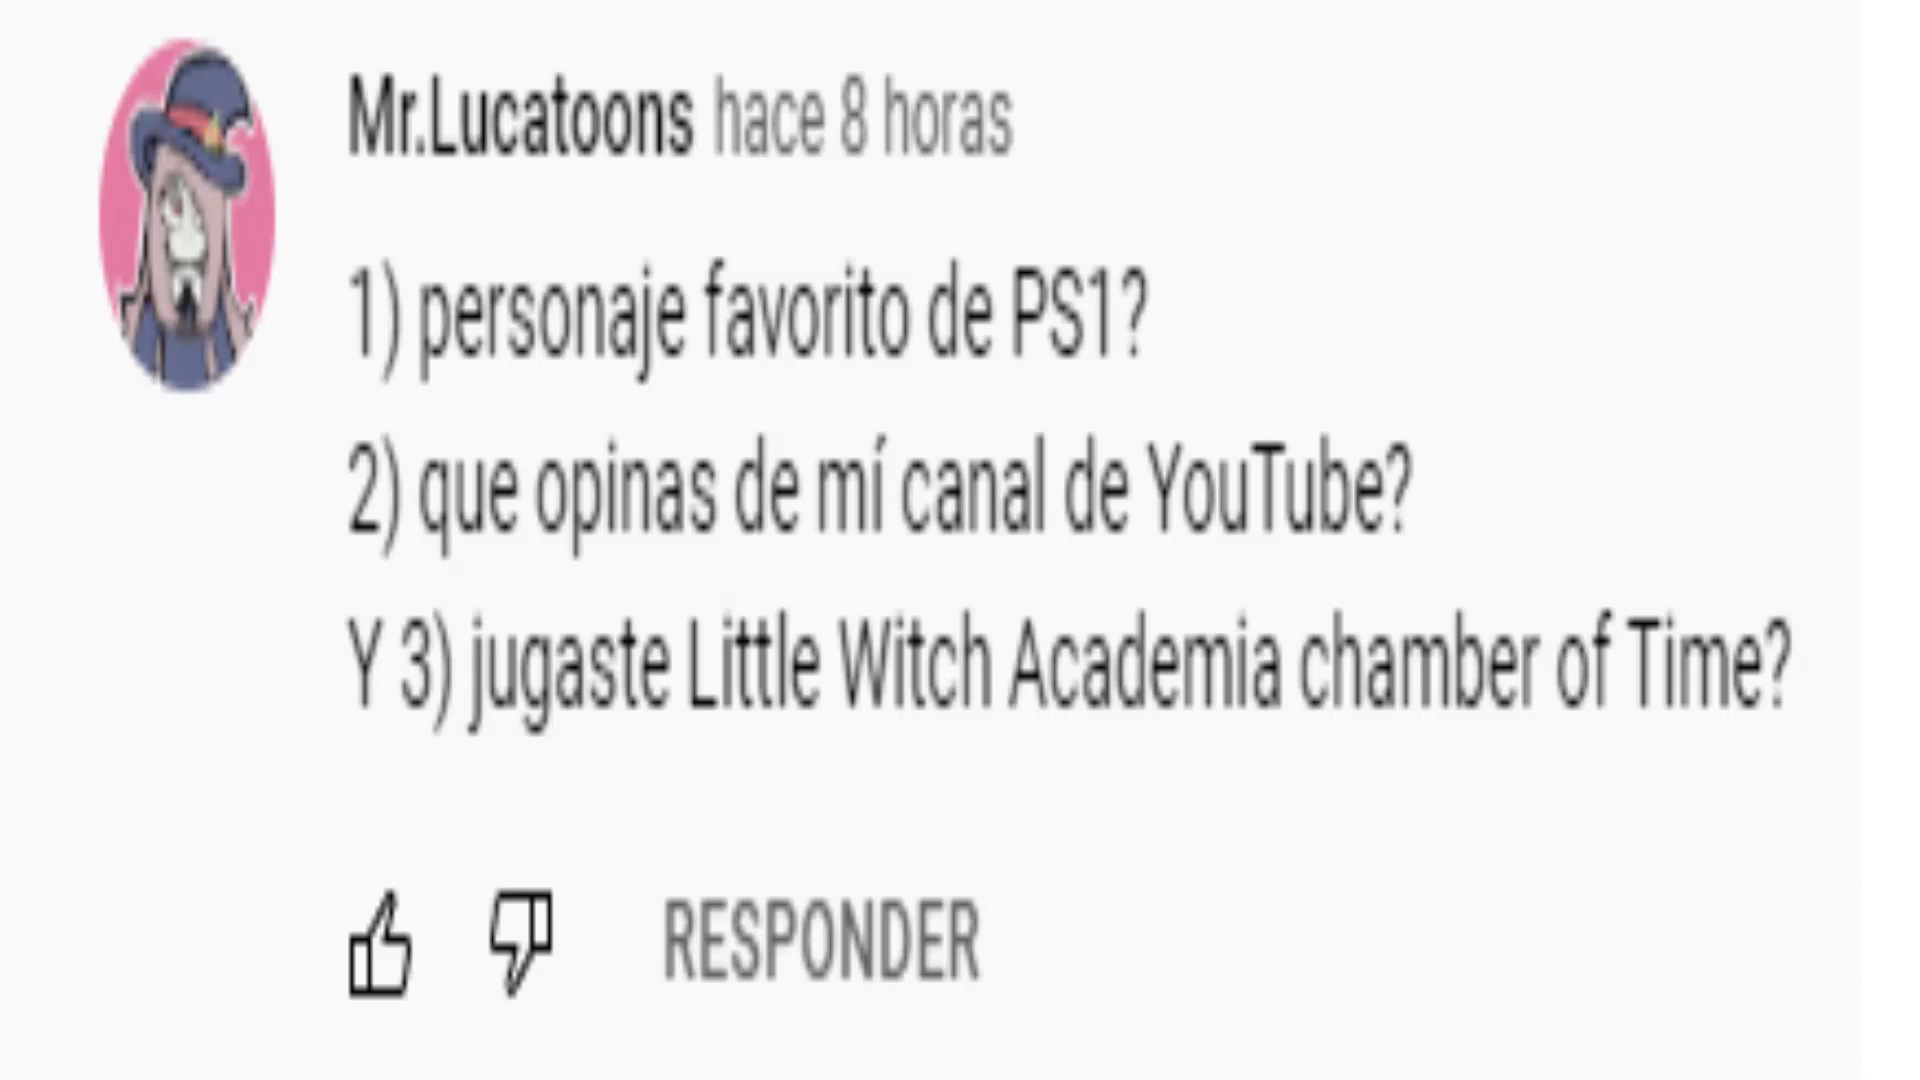 Mr.Lucatoons hace 8 horas
1) personaje favorito de PS1?
2) que opinas de mí canal de YouTube?
Y 3) jugaste Little Witch Academia chamber of Time?
RESPONDER